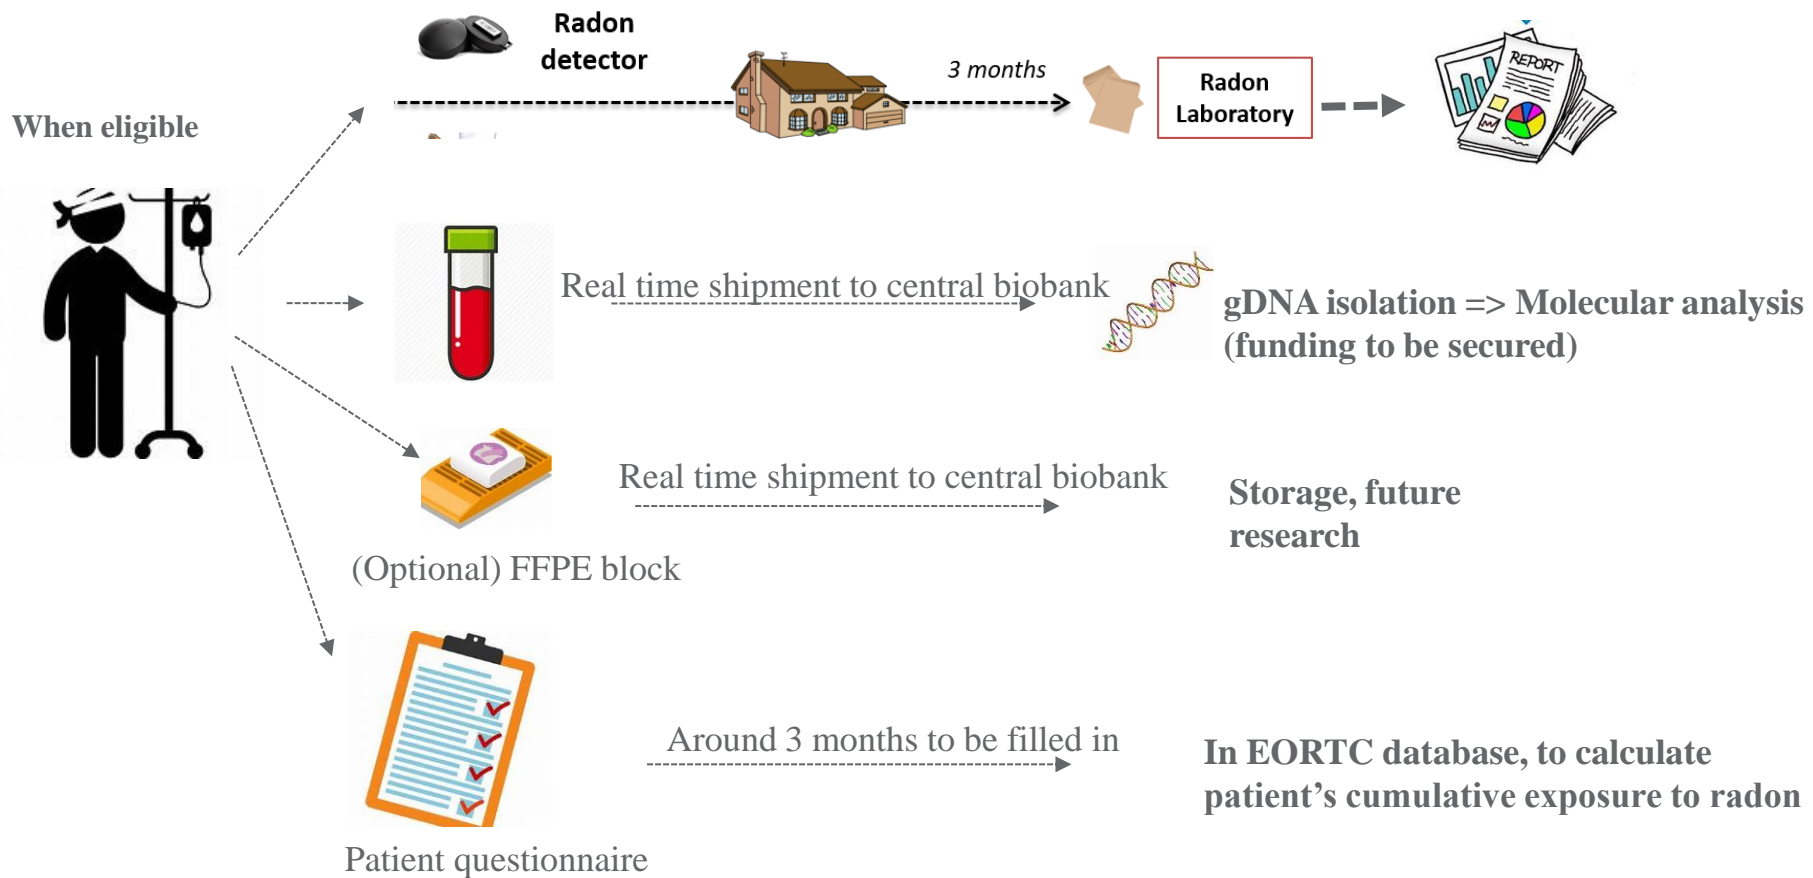 Radon
detector
3 months
Radon
Laboratory
REPORT
When eligible
Real time shipment to central biobank
gDNA isolation => Molecular analysis
(funding to be secured)
Real time shipment to central biobank
Storage, future
research
(Optional) FFPE block
Around 3 months to be filled in
In EORTC database, to calculate
patient’s cumulative exposure to radon
Patient questionnaire